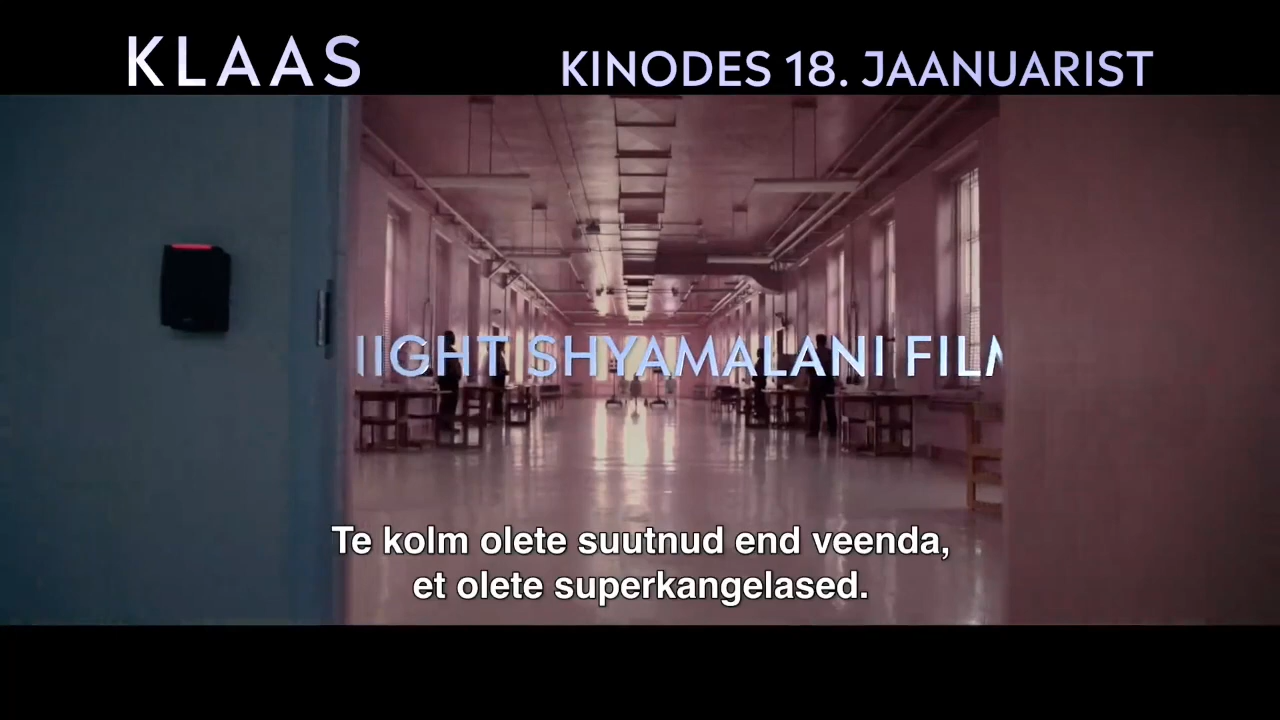 KLAAS
KINODES 18. JAANUARIST
SHYAMALANI
Te kolm olete suutnud end veenda,
et olete superkangelased.